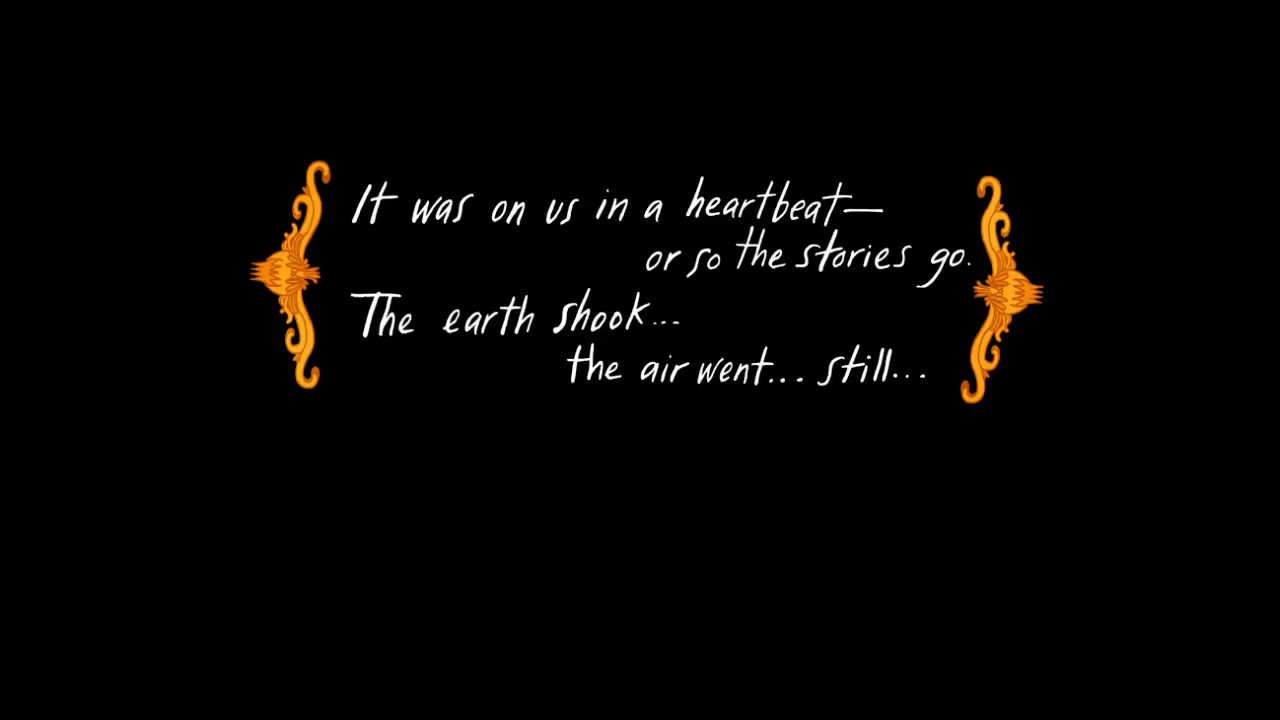 It was on us in a heartbeat—
or so the stories go.
The earth shook...
the air went... still...